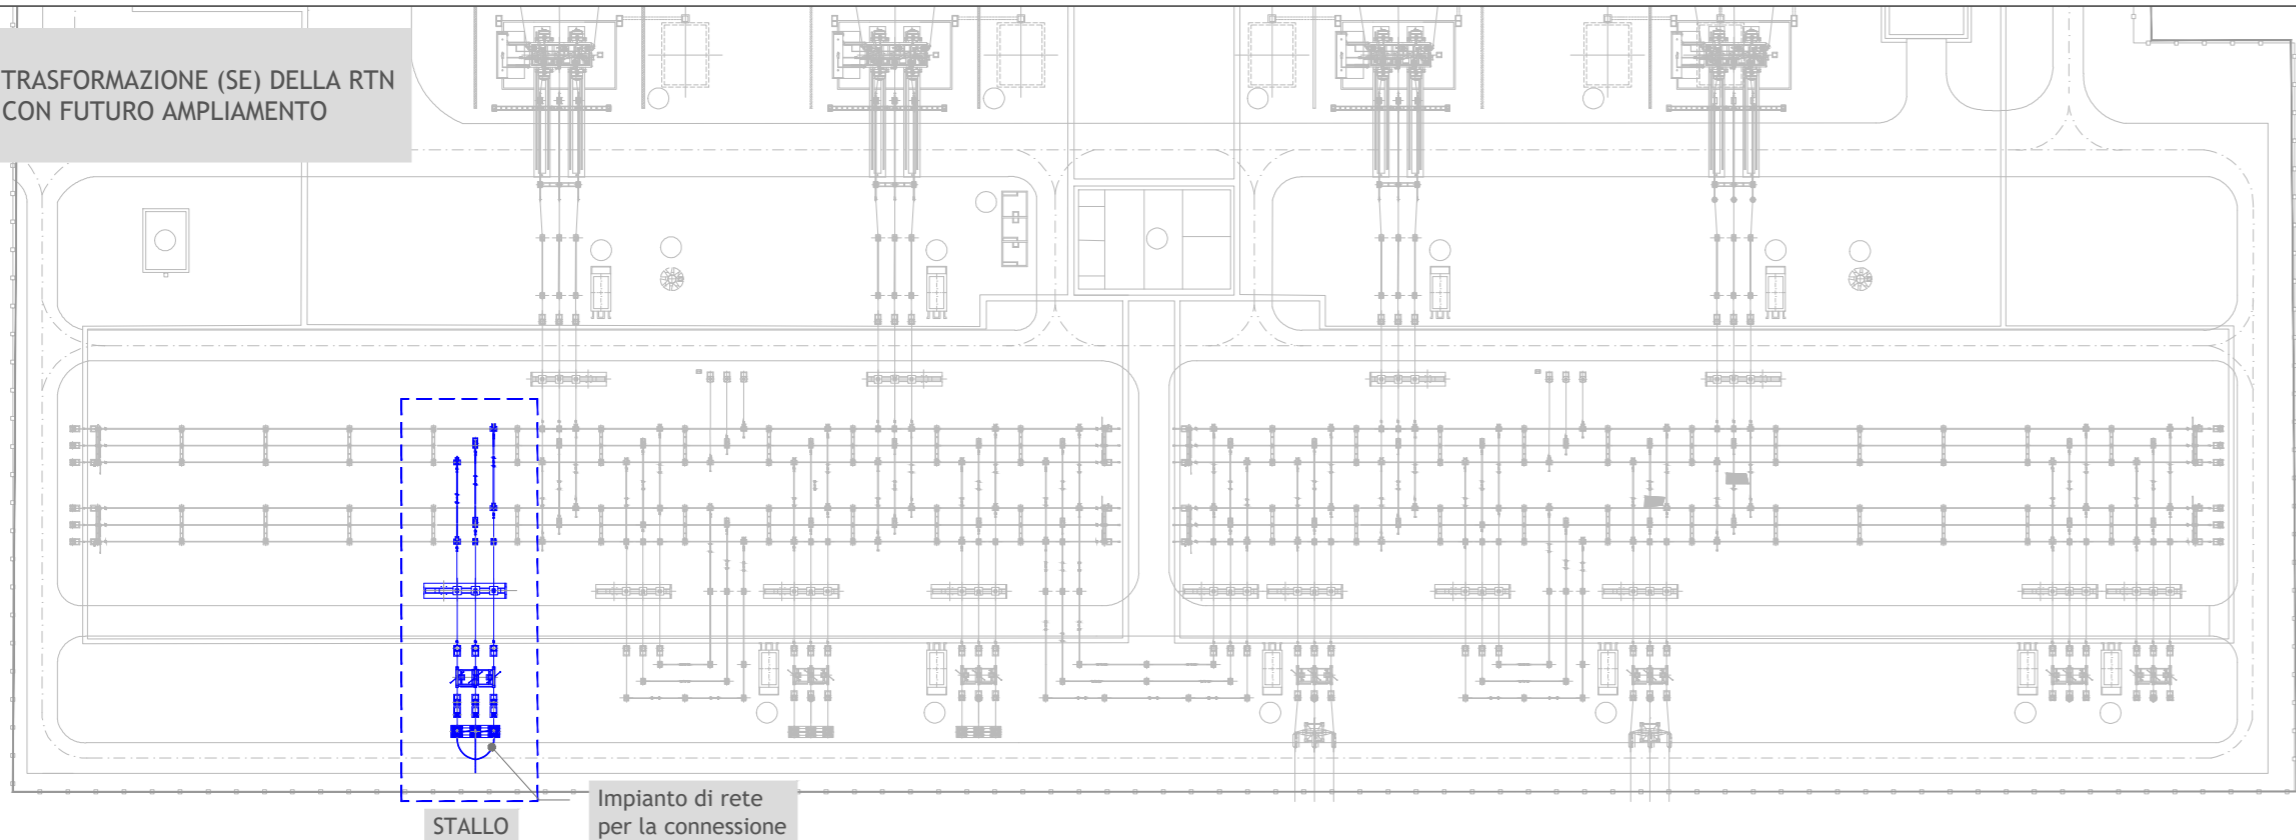 TRASFORMAZIONE (SE) DELLA RTN
CON FUTURO AMPLIAMENTO
Impianto di rete
per la connessione
STALLO